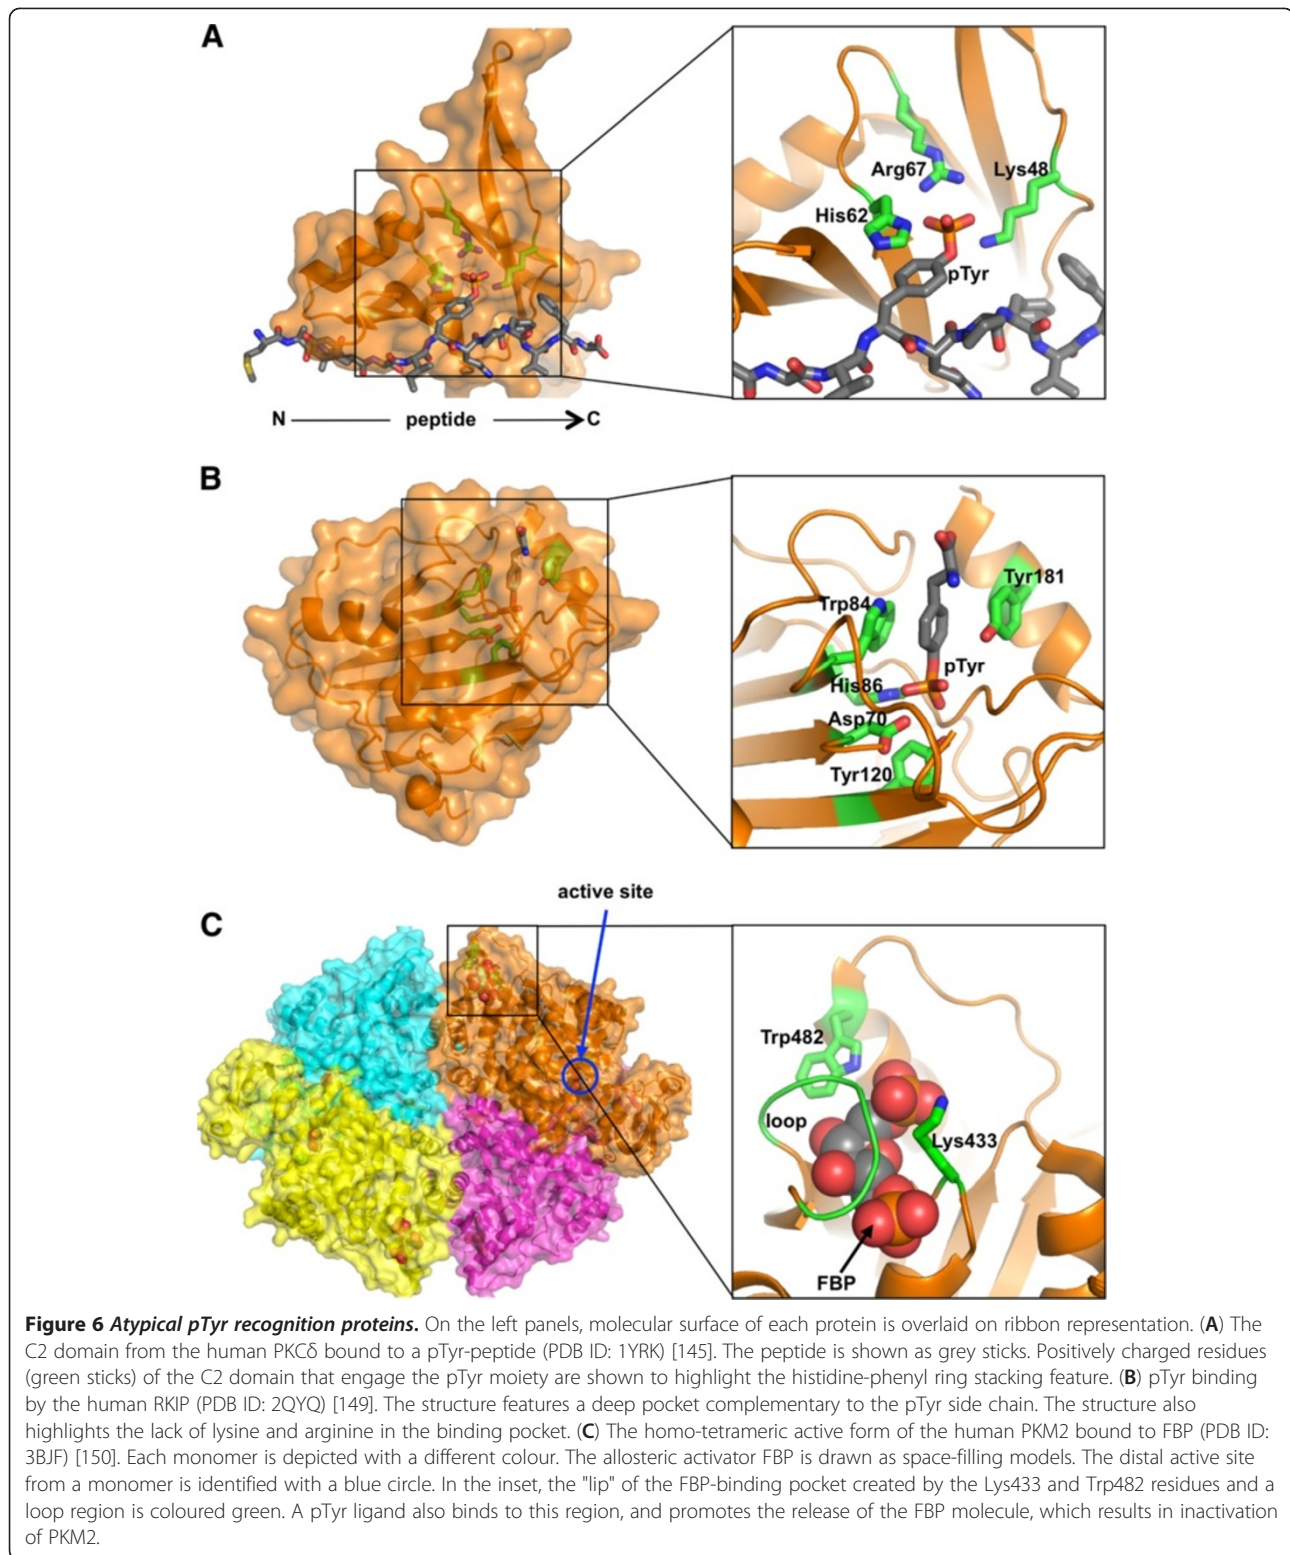 A
Arg67
Lys48
His62
pTyr
N peptide C
B
Tyr181
Trp84
pTyr
His86
Asp70
Tyr120
active site
C
Trp482
loop
Lys433
FBP
Figure 6 Atypical pTyr recognition proteins. On the left panels, molecular surface of each protein is overlaid on ribbon representation. (A) The
C2 domain from the human PKCδ bound to a pTyr-peptide (PDB ID: 1YRK) [145]. The peptide is shown as grey sticks. Positively charged residues
(green sticks) of the C2 domain that engage the pTyr moiety are shown to highlight the histidine-phenyl ring stacking feature. (B) pTyr binding
by the human RKIP (PDB ID: 2QYQ) [149]. The structure features a deep pocket complementary to the pTyr side chain. The structure also
highlights the lack of lysine and arginine in the binding pocket. (C) The homo-tetrameric active form of the human PKM2 bound to FBP (PDB ID:
3BJF) [150]. Each monomer is depicted with a different colour. The allosteric activator FBP is drawn as space-filling models. The distal active site
from a monomer is identified with a blue circle. In the inset, the "lip" of the FBP-binding pocket created by the Lys433 and Trp482 residues and a
loop region is coloured green. A pTyr ligand also binds to this region, and promotes the release of the FBP molecule, which results in inactivation
of PKM2.